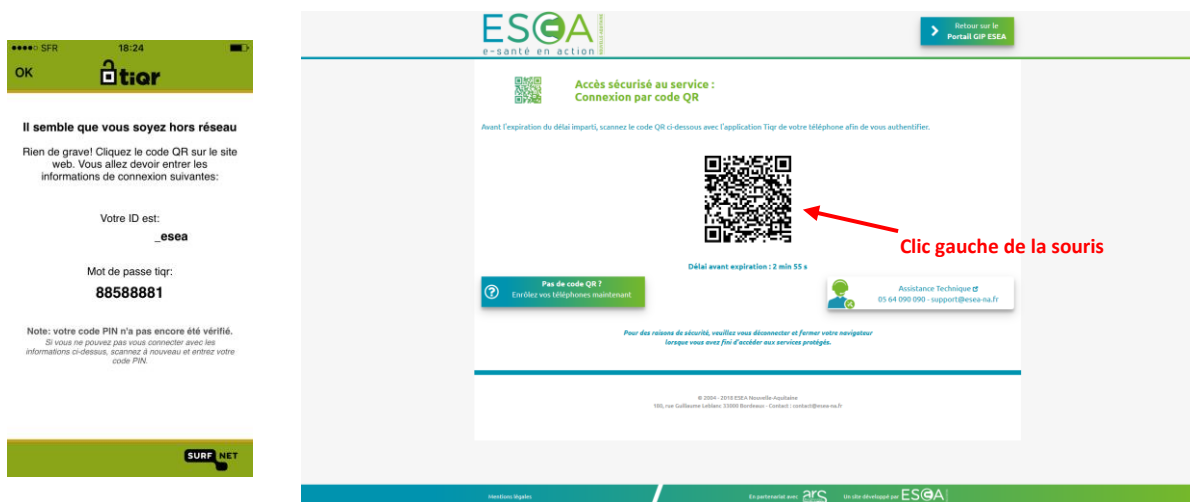 SFR
18:24
OK
tiqr
Il semble que vous soyez hors réseau
Rien de grave! Cliquez le code QR sur le site
web. Vous allez devoir entrer les
informations de connexion suivantes:
Votre ID est:
_esea
Mot de passe tiqr:
88588881
Note: votre code PIN n'a pas encore été vérifié.
Si vous ne pouvez pas vous connecter avec les
informations ci-dessus, scannez à nouveau et entrez votre
code PIN.
SURF NET
ESEA
e-santé en action
Retour sur le
Portail GIP ESEA
Accès sécurisé au service :
Connexion par code QR
Avant l'expiration du délai imparti, scannez le code QR ci-dessous avec l'application Tiqr de votre téléphone afin de vous authentifier.
Clic gauche de la souris
Délai avant expiration : 2 min 55 s
Pas de code QR ?
Enrôlez vos téléphones maintenant
Assistance Technique
05 64 090 090 - support@esea-na.fr
Pour des raisons de sécurité, veuillez vous déconnecter et fermer votre navigateur
lorsque vous avez fini d'accéder aux services protégés.
© 2004 - 2018 ESEA Nouvelle-Aquitaine
180, rue Guillaume Leblanc 33000 Bordeaux - Contact : contact@esea-na.fr
Mentions légales
En partenariat avec ars
Un site développé par ESEA